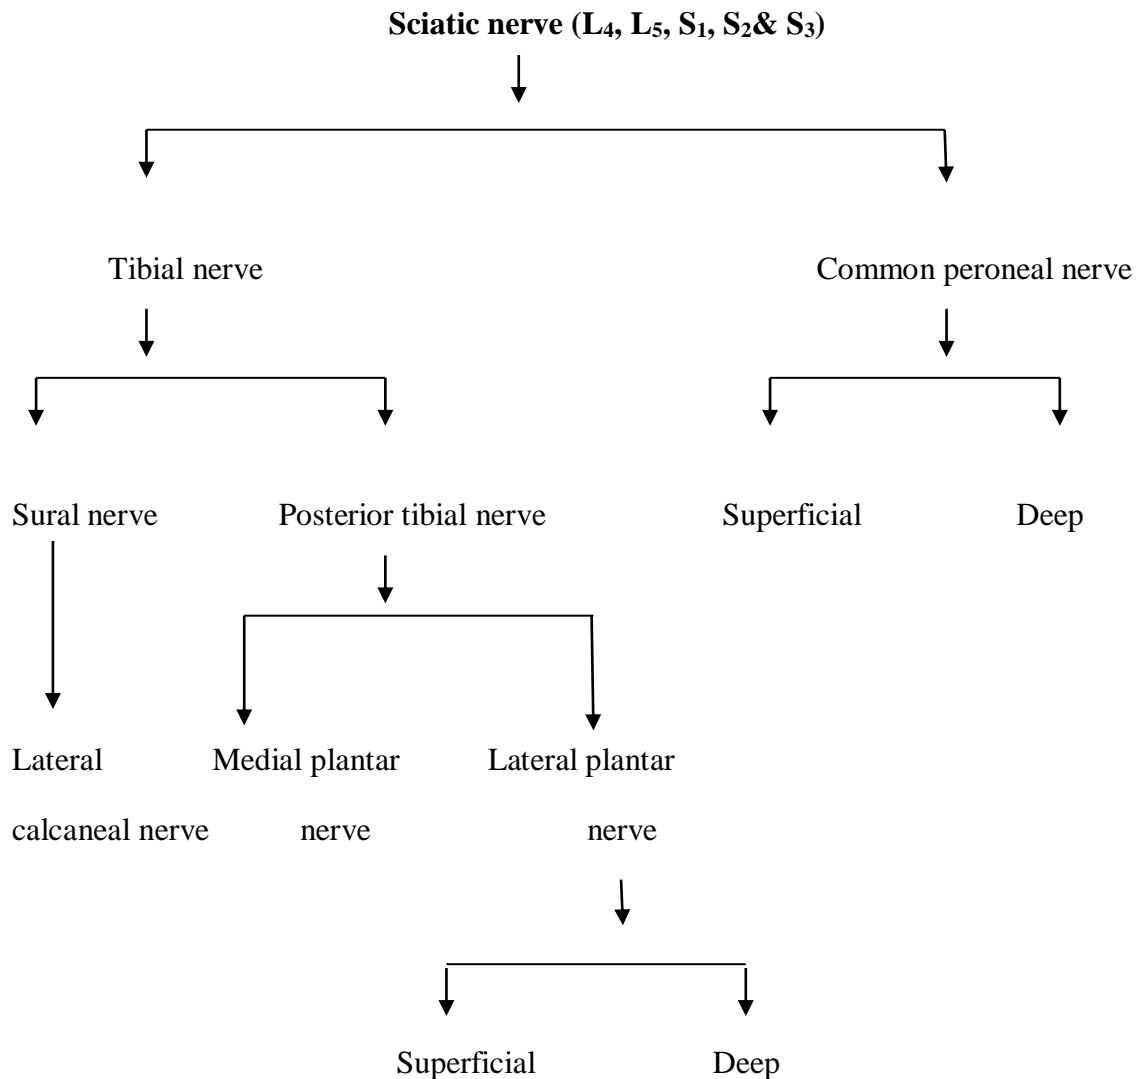 Sciatic nerve (L₄, L₅, S₁, S₂& S₃)
Tibial nerve
Common peroneal nerve
Sural nerve
Posterior tibial nerve
Superficial
Deep
Lateral
calcaneal nerve
Medial plantar
nerve
Lateral plantar
nerve
Superficial
Deep